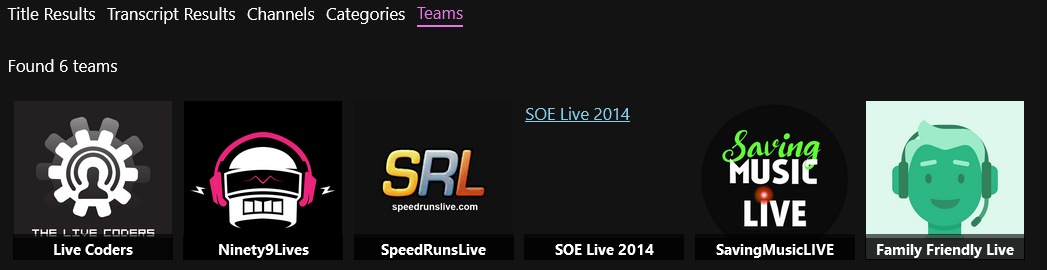 Title Results Transcript Results Channels Categories Teams
Found 6 teams
THE LIVE CODERS
Live Coders
Ninety9Lives
SRL
speedrunslive.com
SpeedRunsLive
SOE Live 2014
SOE Live 2014
Saving
MUSIC
LIVE
SavingMusicLIVE
Family Friendly Live